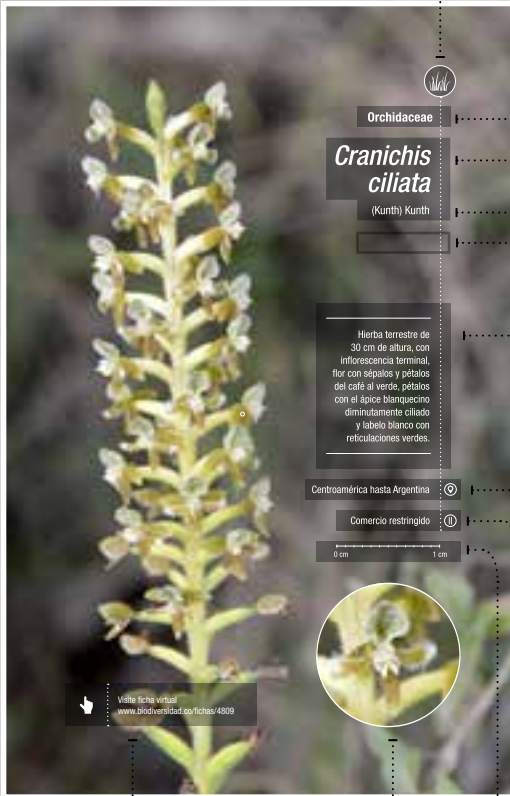 Orchidaceae
Cranichis
ciliata
(Kunth) Kunth
Hierba terrestre de
30 cm de altura, con
inflorescencia terminal,
flor con sépalos y pétalos
del café al verde, pétalos
con el ápice blanquecino
diminutamente ciliado
y labelo blanco con
reticulaciones verdes.
Centroamérica hasta Argentina
Comercio restringido
0 cm 1 cm
Visite ficha virtual
www.biodiversidad.co/fichas/4809